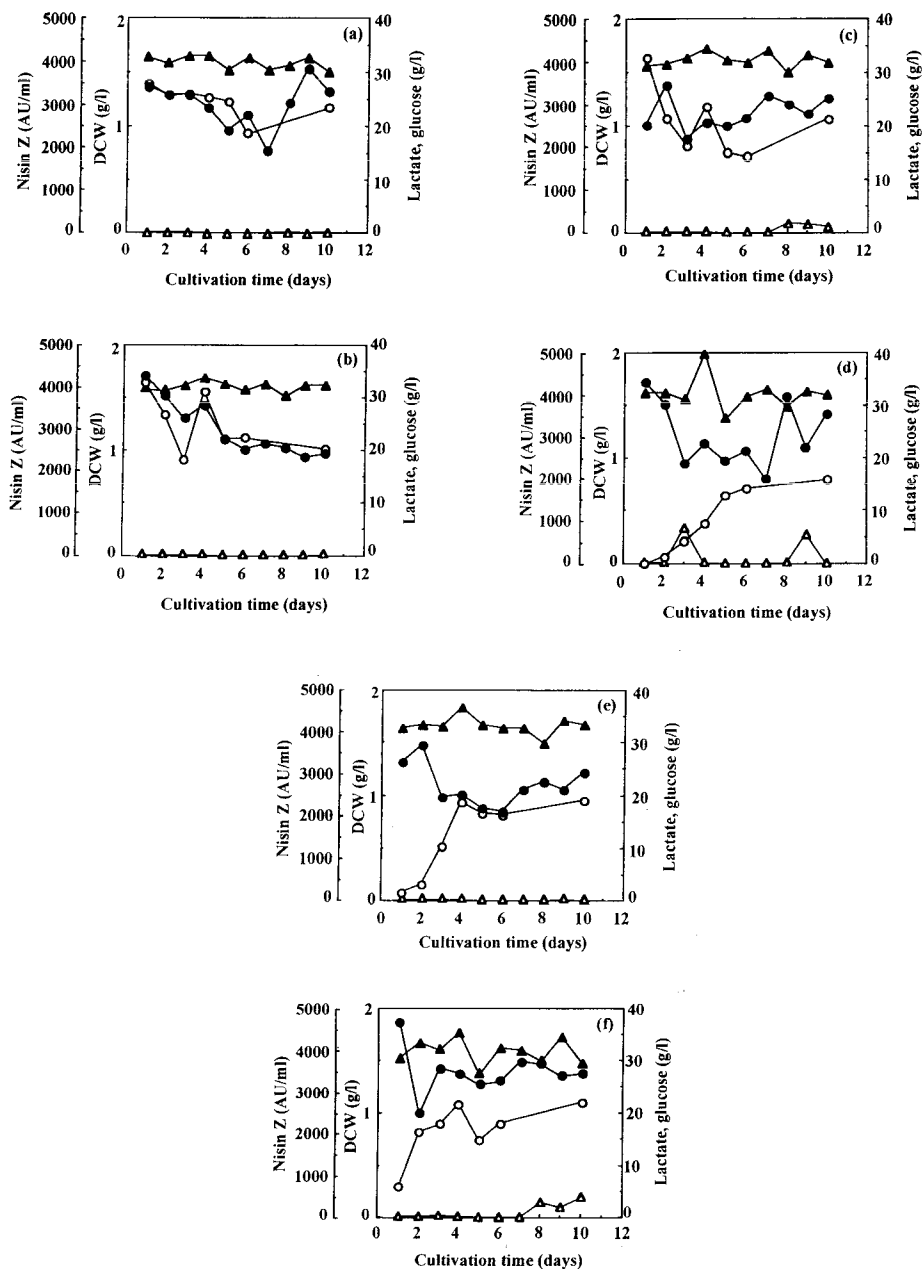 (a)
5000
4000
3000
2000
1000
0
Nisin Z (AU/ml)
2
1
0
DCW (g/l)
40
30
20
10
0
Lactate, glucose (g/l)
0 2 4 6 8 10 12
Cultivation time (days)
(c)
5000
4000
3000
2000
1000
0
Nisin Z (AU/ml)
2
1
0
DCW (g/l)
40
30
20
10
0
Lactate, glucose (g/l)
0 2 4 6 8 10 12
Cultivation time (days)
(b)
5000
4000
3000
2000
1000
0
Nisin Z (AU/ml)
2
1
0
DCW (g/l)
40
30
20
10
0
Lactate, glucose (g/l)
0 2 4 6 8 10 12
Cultivation time (days)
(d)
5000
4000
3000
2000
1000
0
Nisin Z (AU/ml)
2
1
0
DCW (g/l)
40
30
20
10
0
Lactate, glucose (g/l)
0 2 4 6 8 10 12
Cultivation time (days)
(e)
5000
4000
3000
2000
1000
0
Nisin Z (AU/ml)
2
1
0
DCW (g/l)
40
30
20
10
0
Lactate, glucose (g/l)
0 2 4 6 8 10 12
Cultivation time (days)
(f)
5000
4000
3000
2000
1000
0
Nisin Z (AU/ml)
2
1
0
DCW (g/l)
40
30
20
10
0
Lactate, glucose (g/l)
0 2 4 6 8 10 12
Cultivation time (days)